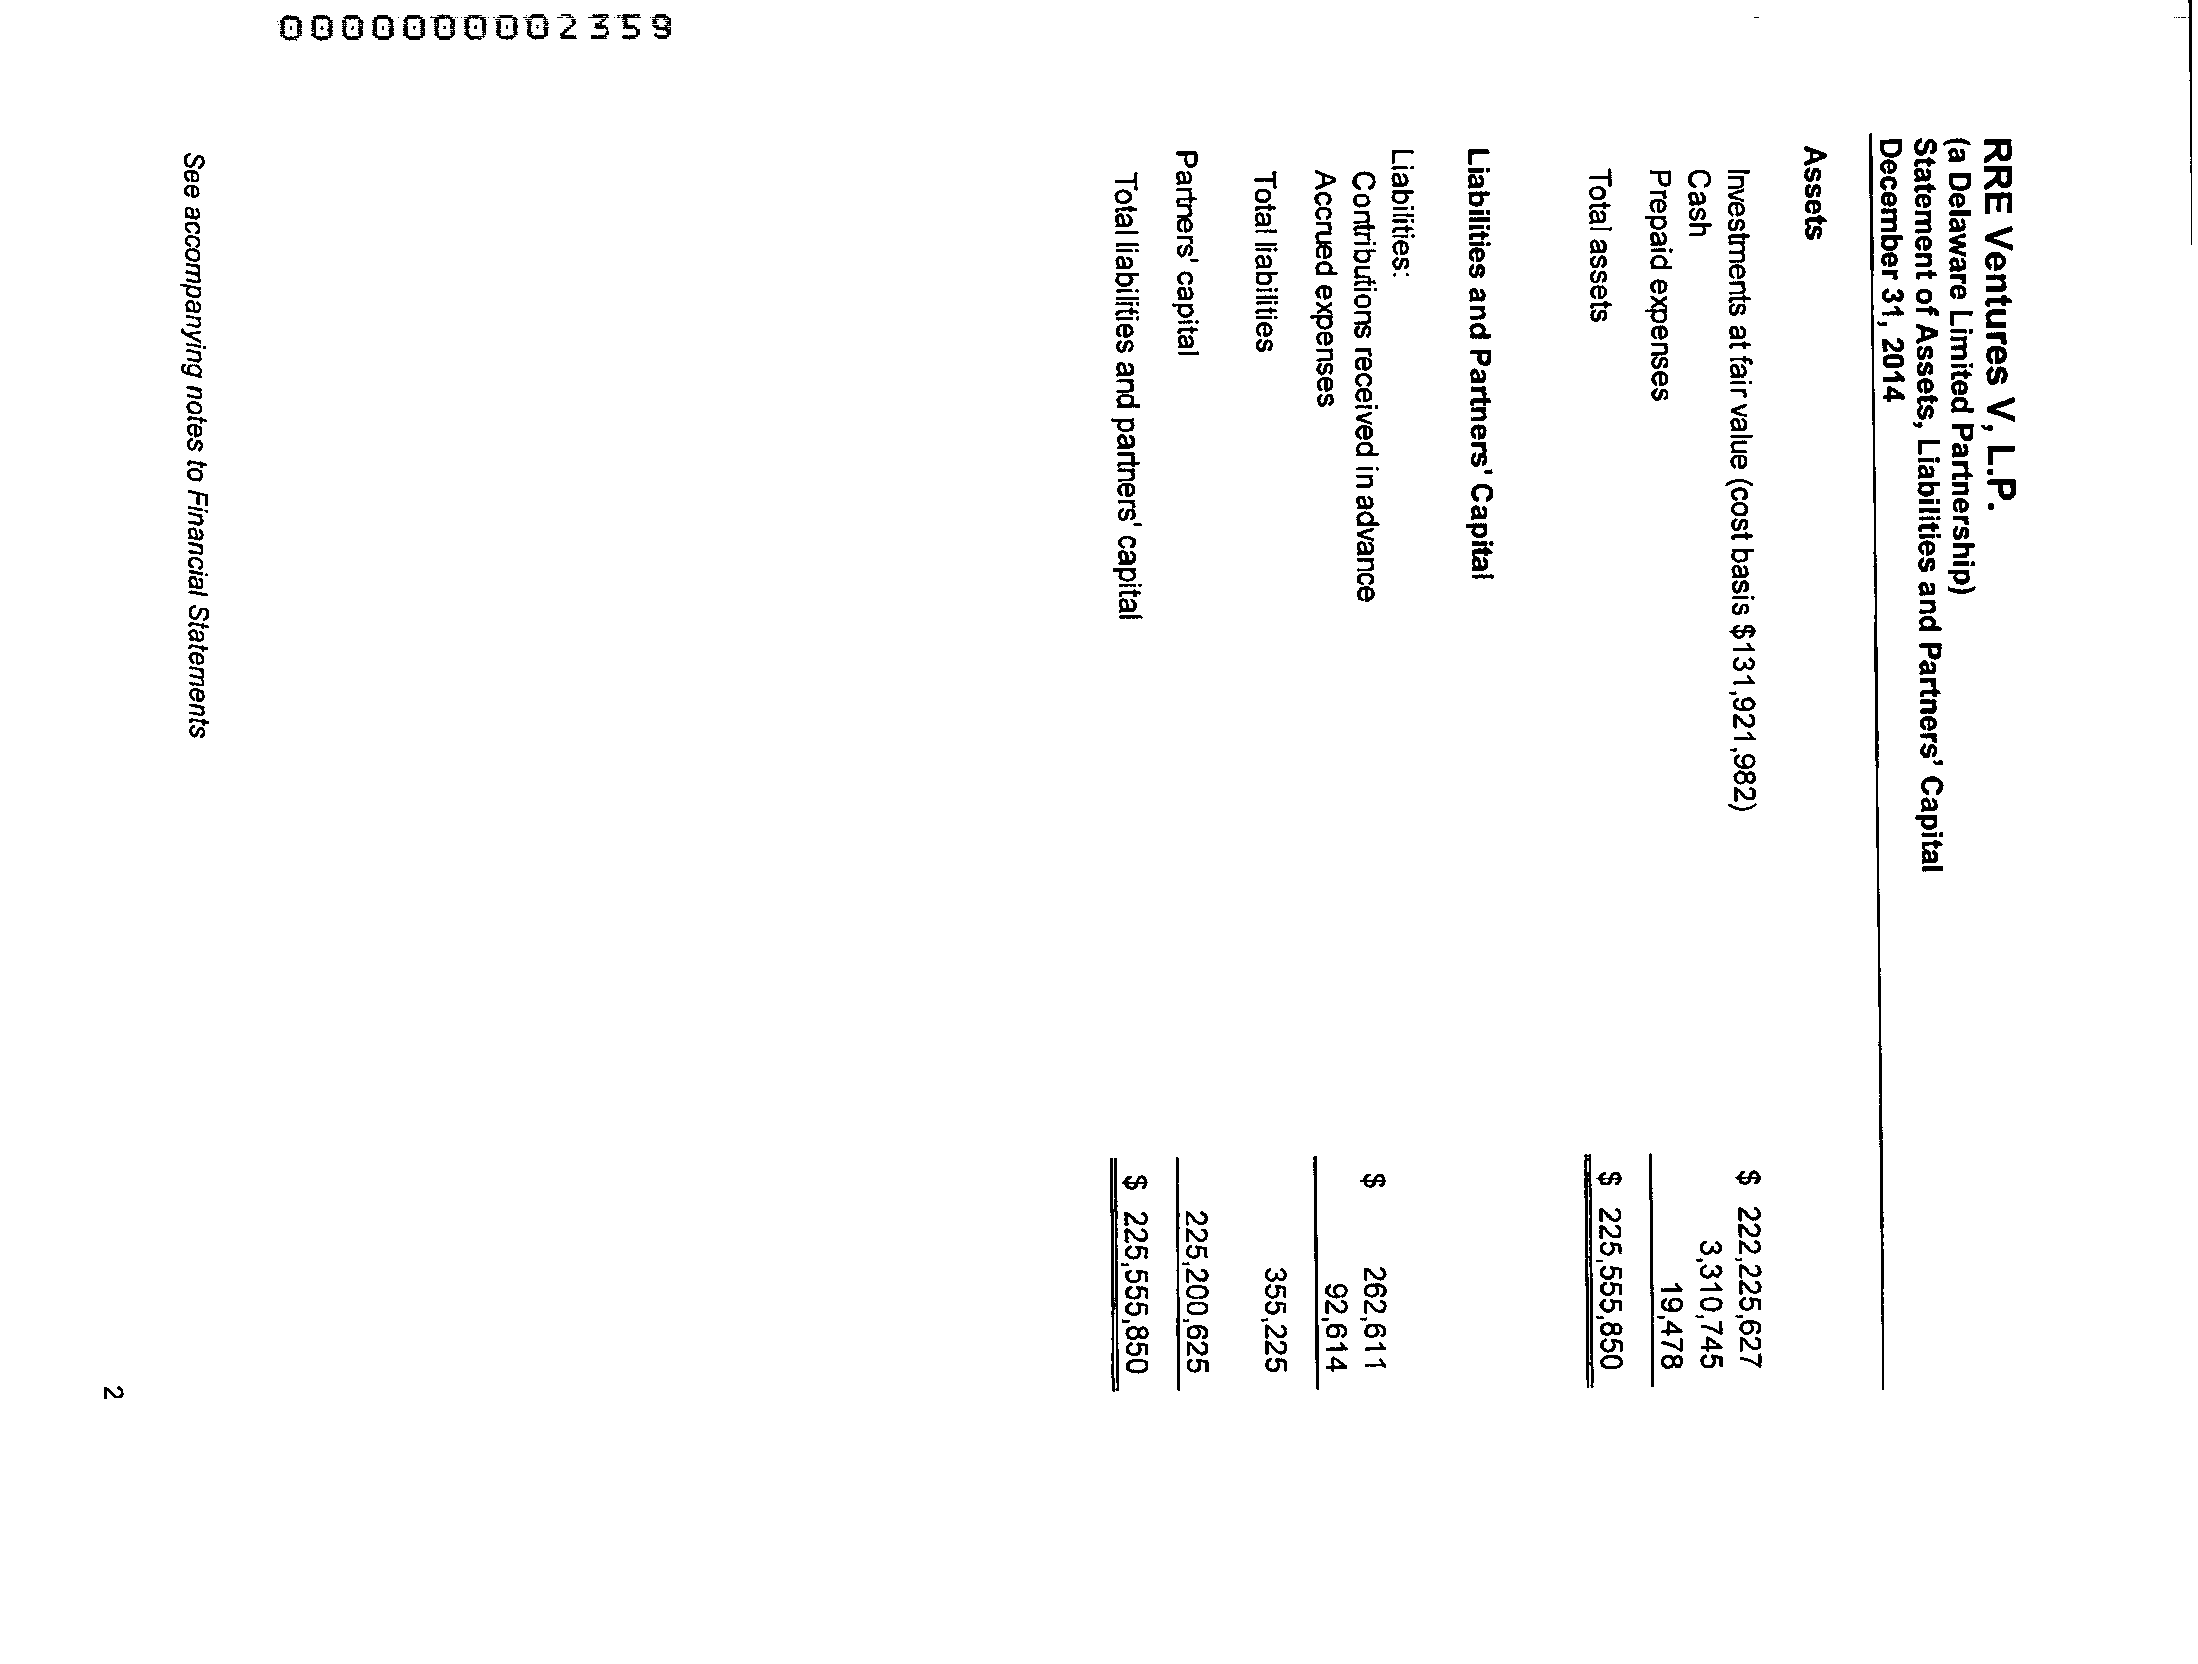 RRE Ventures V, L.P.
(a Delaware Limited Partnership)
Statement of Assets, Liabilities and Partners' Capital
December 31, 2014
Assets
Investments at fair value (cost basis $131,921,982) $ 222,225,627
Cash 3,310,745
Prepaid expenses 19,478
Total assets $ 225,555,850
Liabilities and Partners' Capital
Liabilities:
Contributions received in advance $ 262,611
Accrued expenses 92,614
Total liabilities 355,225
Partners' capital 225,200,625
Total liabilities and partners' capital $ 225,555,850
See accompanying notes to Financial Statements
2
0000000002359